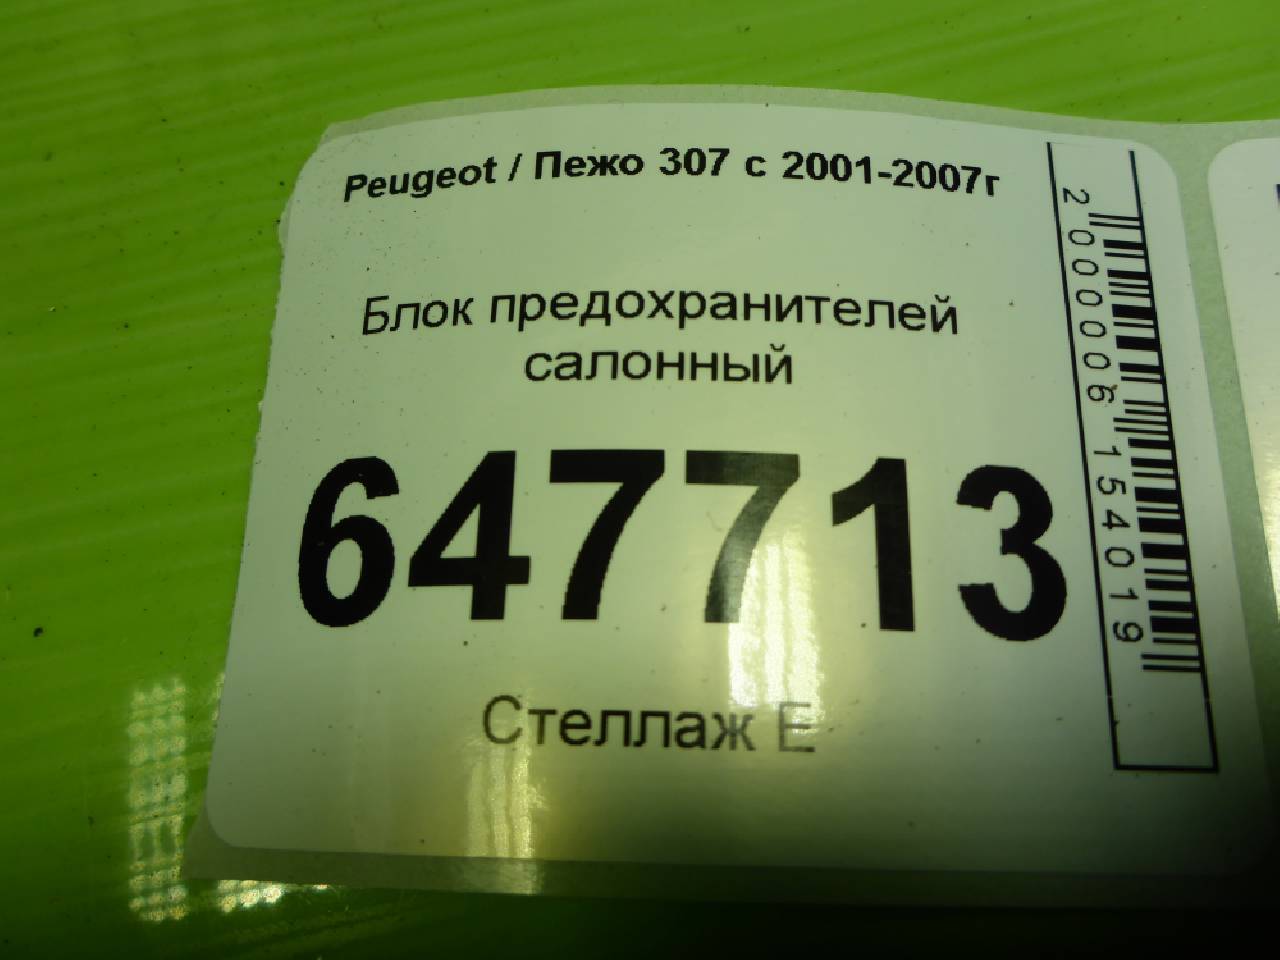 Peugeot / Пежо 307 с 2001-2007г
Блок предохранителей
салонный
647713
Стеллаж Е
2000006154019